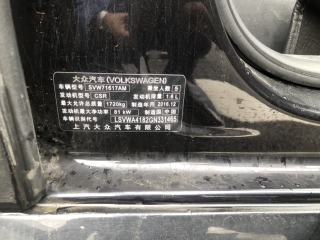 大众汽车(VOLKSWAGEN)
车辆型号 SVW71617AM 乘坐人数 5
发动机型号 CSR 发动机排量 1.6 L
最大允许总质量 1720kg 制造年月 2016.12
发动机最大净功率 81 kW 制造国 中国
车辆识别代号 LSVWA4182GN331465
上汽大众汽车有限公司